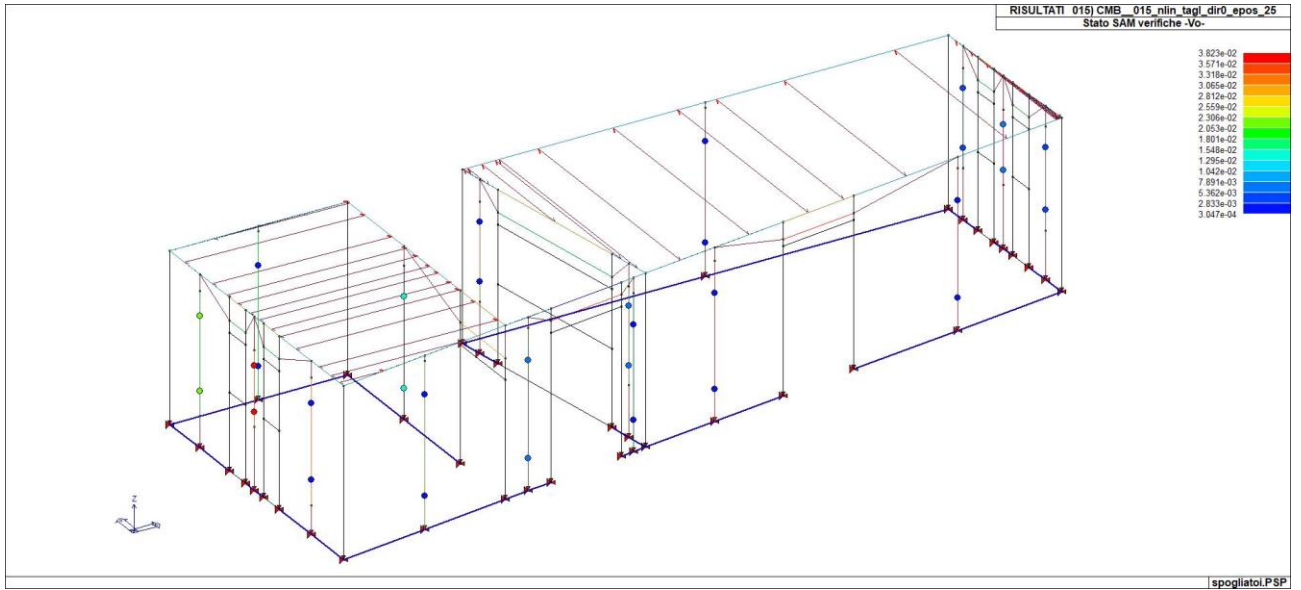 RISULTATI 015) CMB__015_nlin_tagl_dir0_epos_25
Stato SAM verifiche -Vo-
3.823e-02
3.571e-02
3.318e-02
3.065e-02
2.812e-02
2.559e-02
2.306e-02
2.053e-02
1.801e-02
1.548e-02
1.295e-02
1.042e-02
7.891e-03
5.362e-03
2.833e-03
3.047e-04
Z
spogliatoi.PSP